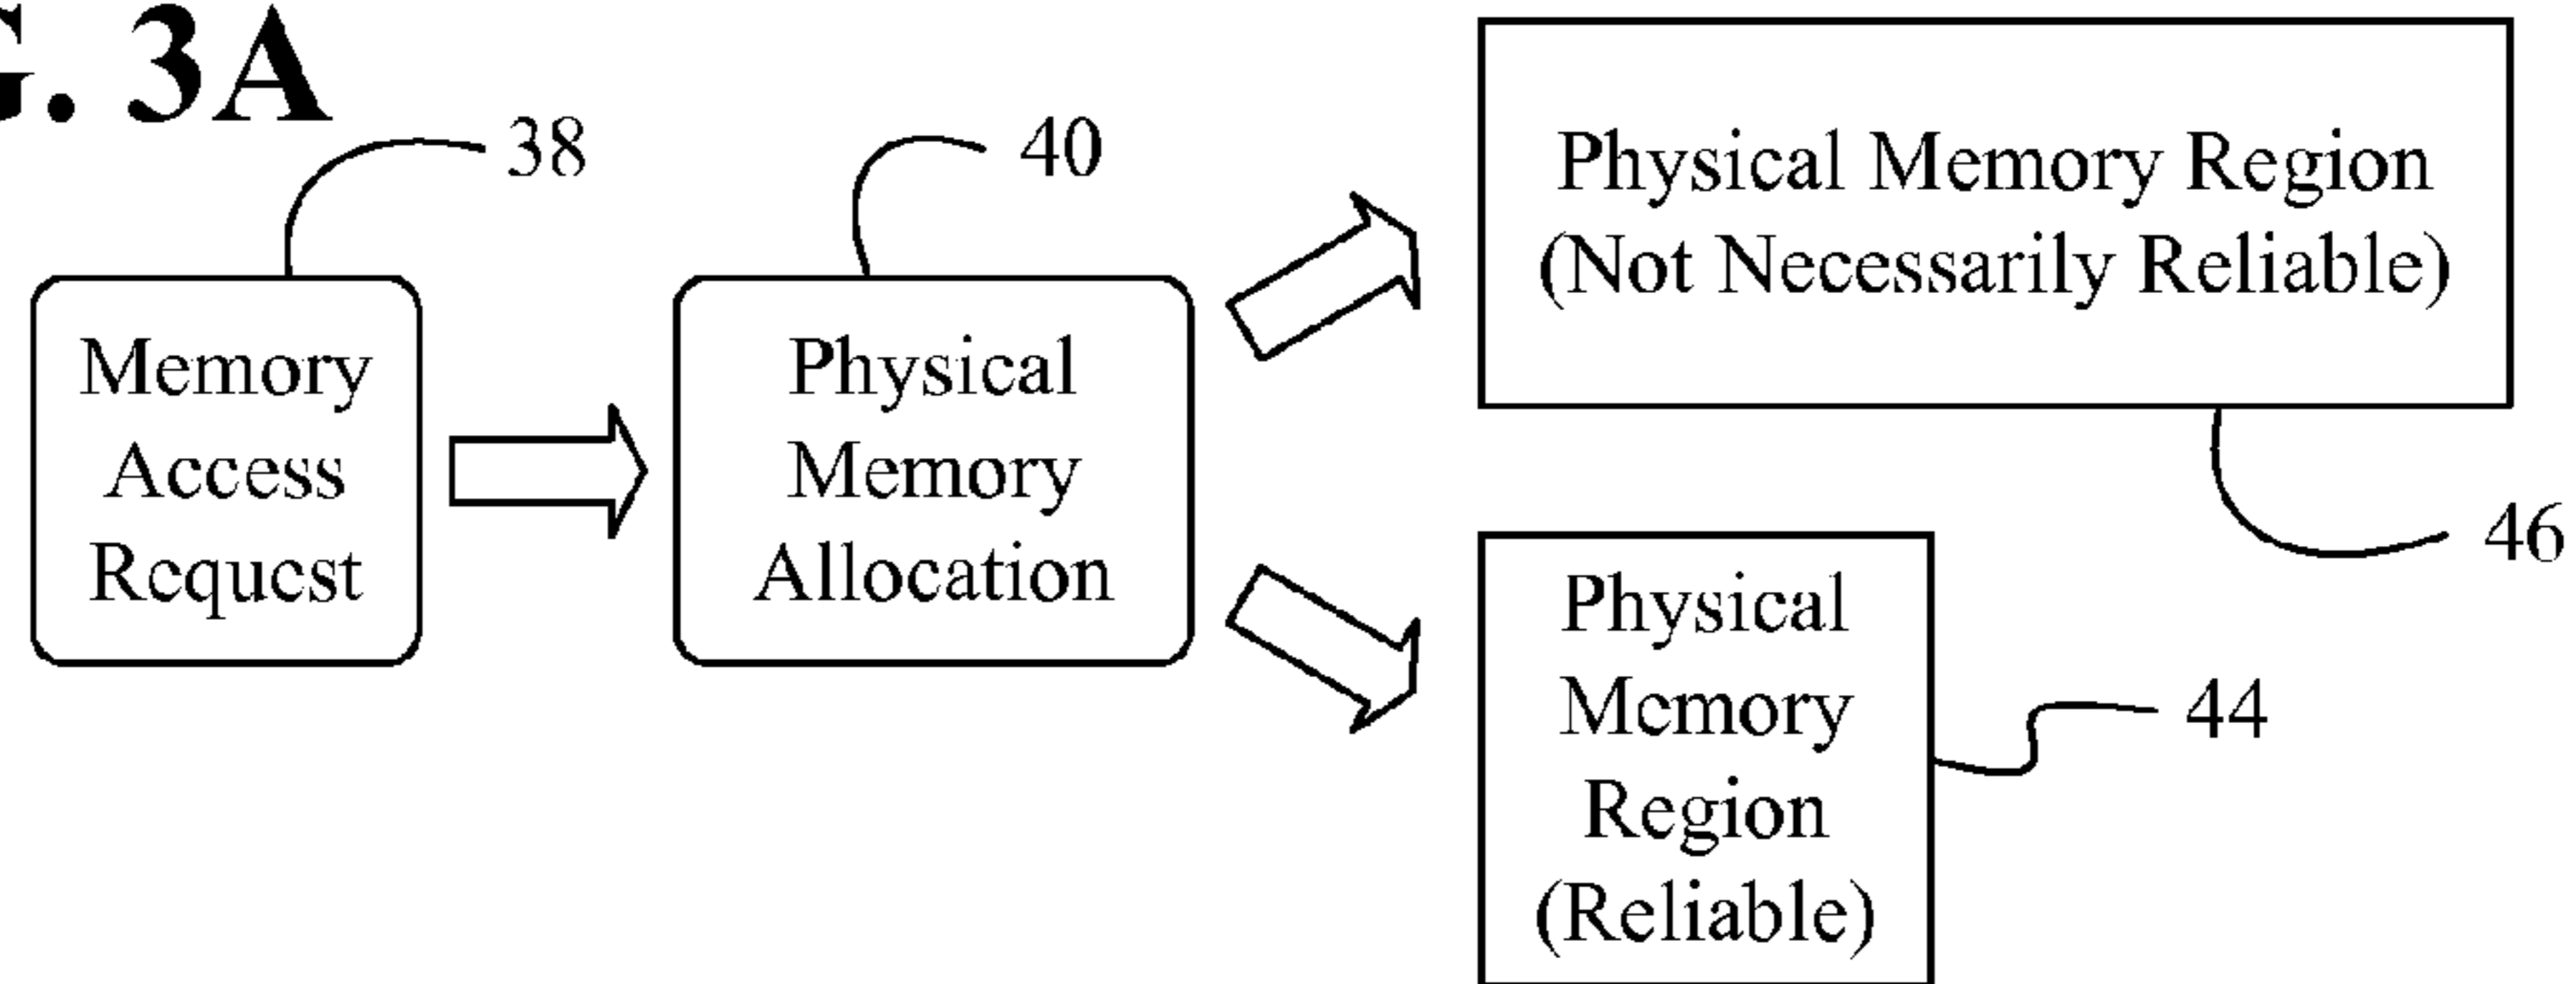 G. 3A
38
40
Memory
Access
Request
Physical
Memory
Allocation
Physical Memory Region
(Not Necessarily Reliable)
46
Physical
Memory
Region
(Reliable)
44